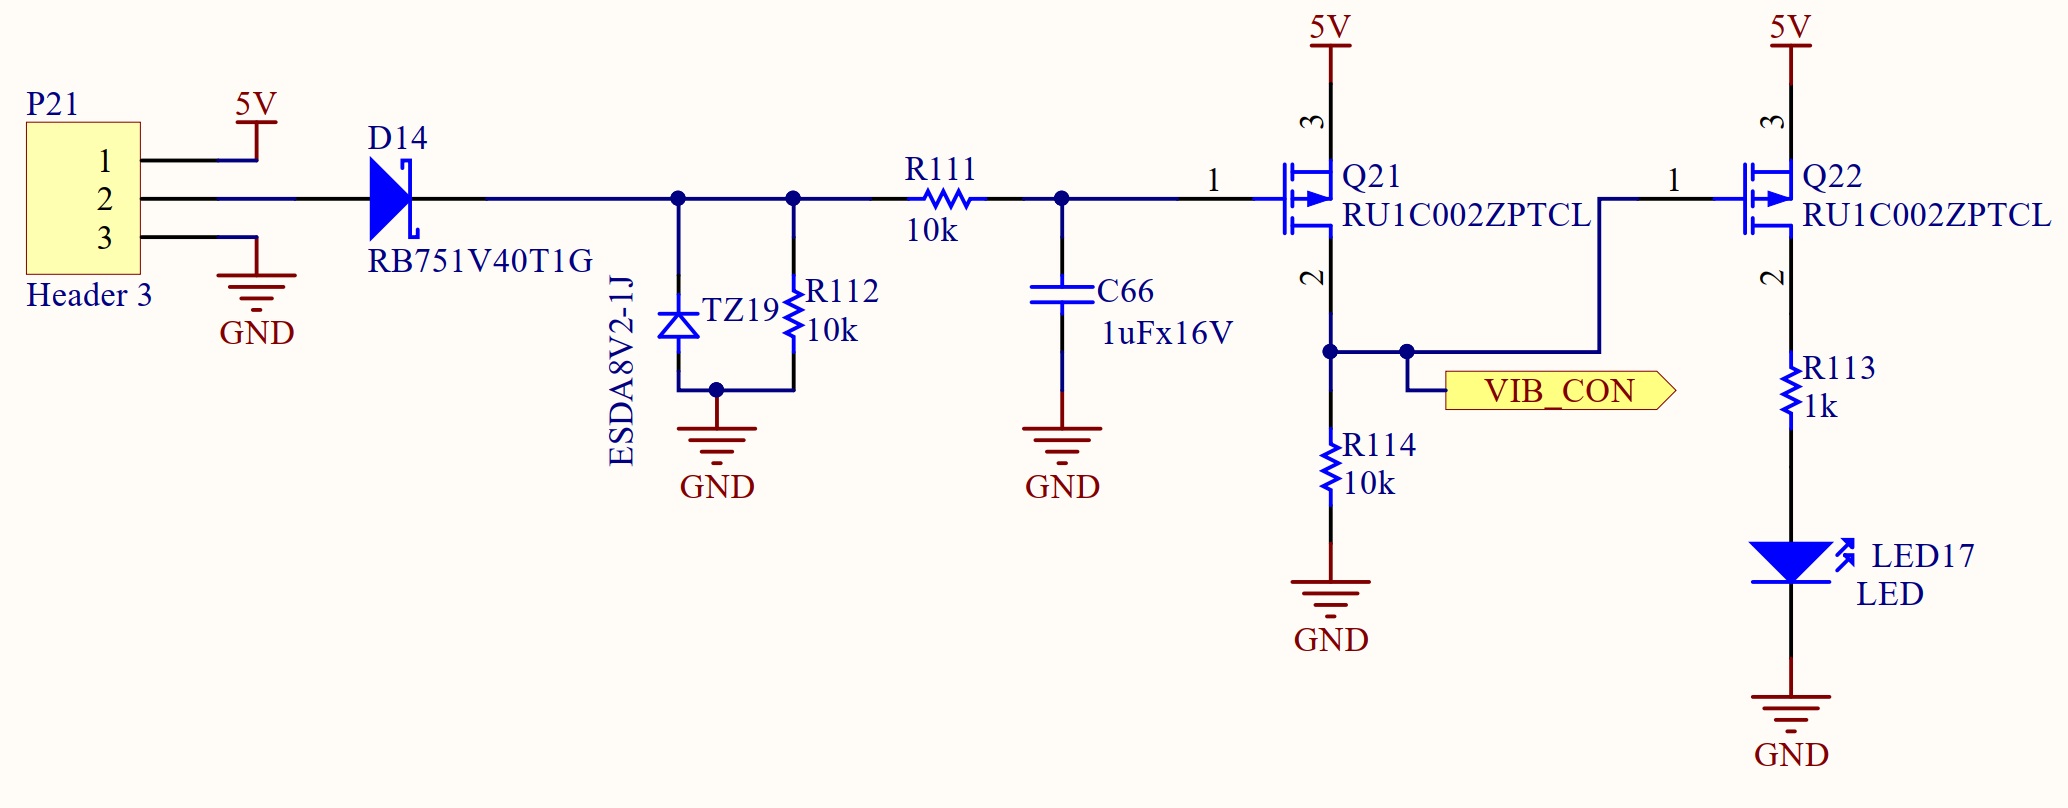 P21
1
2
3
Header 3
5V
GND
D14
RB751V40T1G
ESDA8V2-1J
TZ19
R112
10k
GND
R111
10k
C66
1uFx16V
GND
5V
3
1
Q21
RU1C002ZPTCL
2
VIB_CON
R114
10k
GND
5V
3
1
Q22
RU1C002ZPTCL
2
R113
1k
LED17
LED
GND